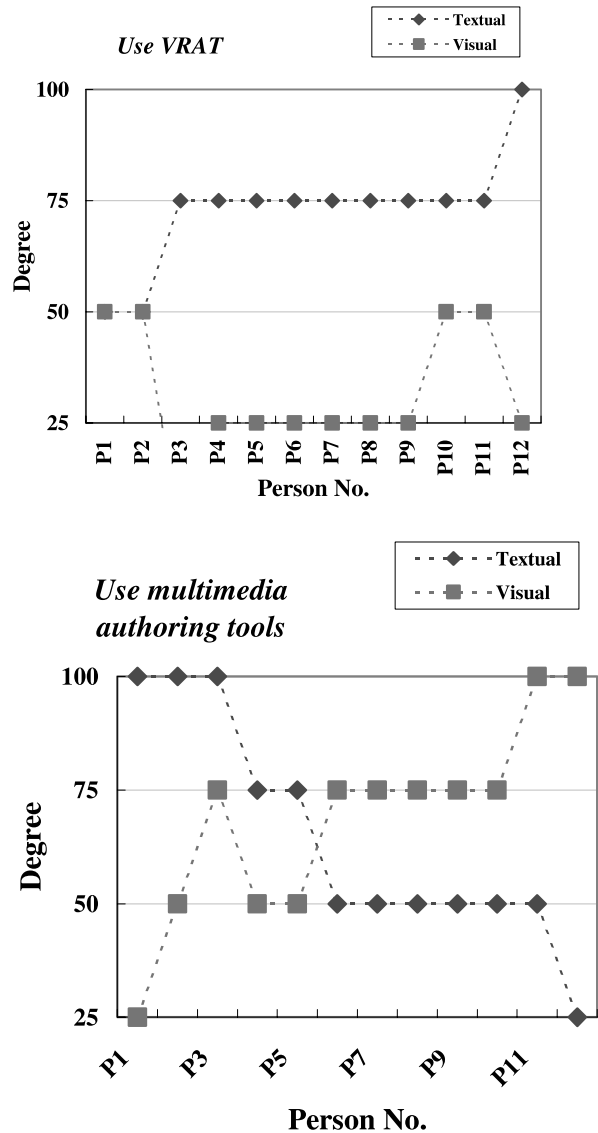 Use VRAT
Textual
Visual
100
75
50
25
Degree
P1 P2 P3 P4 P5 P6 P7 P8 P9 P10 P11 P12
Person No.
Use multimedia
authoring tools
Textual
Visual
100
75
50
25
Degree
P1 P3 P5 P7 P9 P11
Person No.